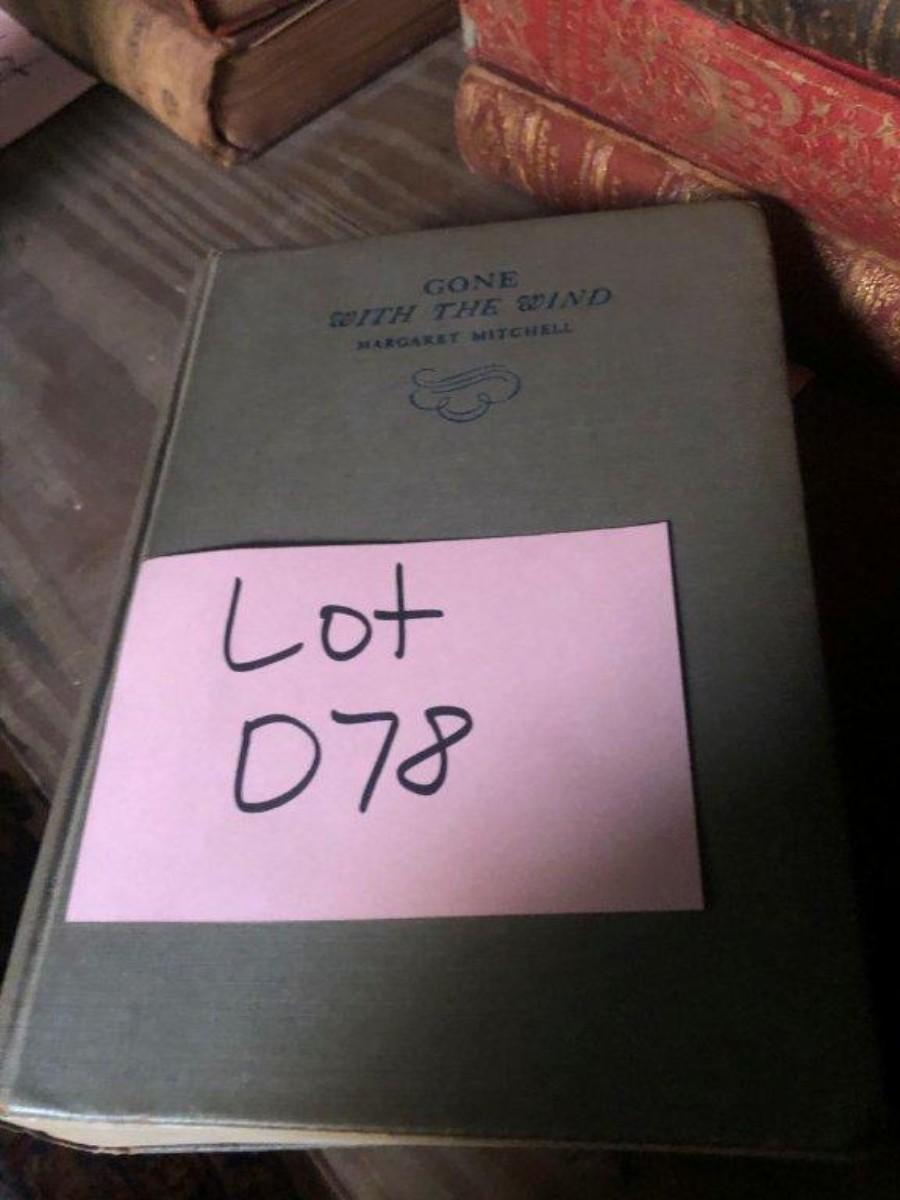 GONE
WITH THE WIND
MARGARET MITCHELL
Lot
078